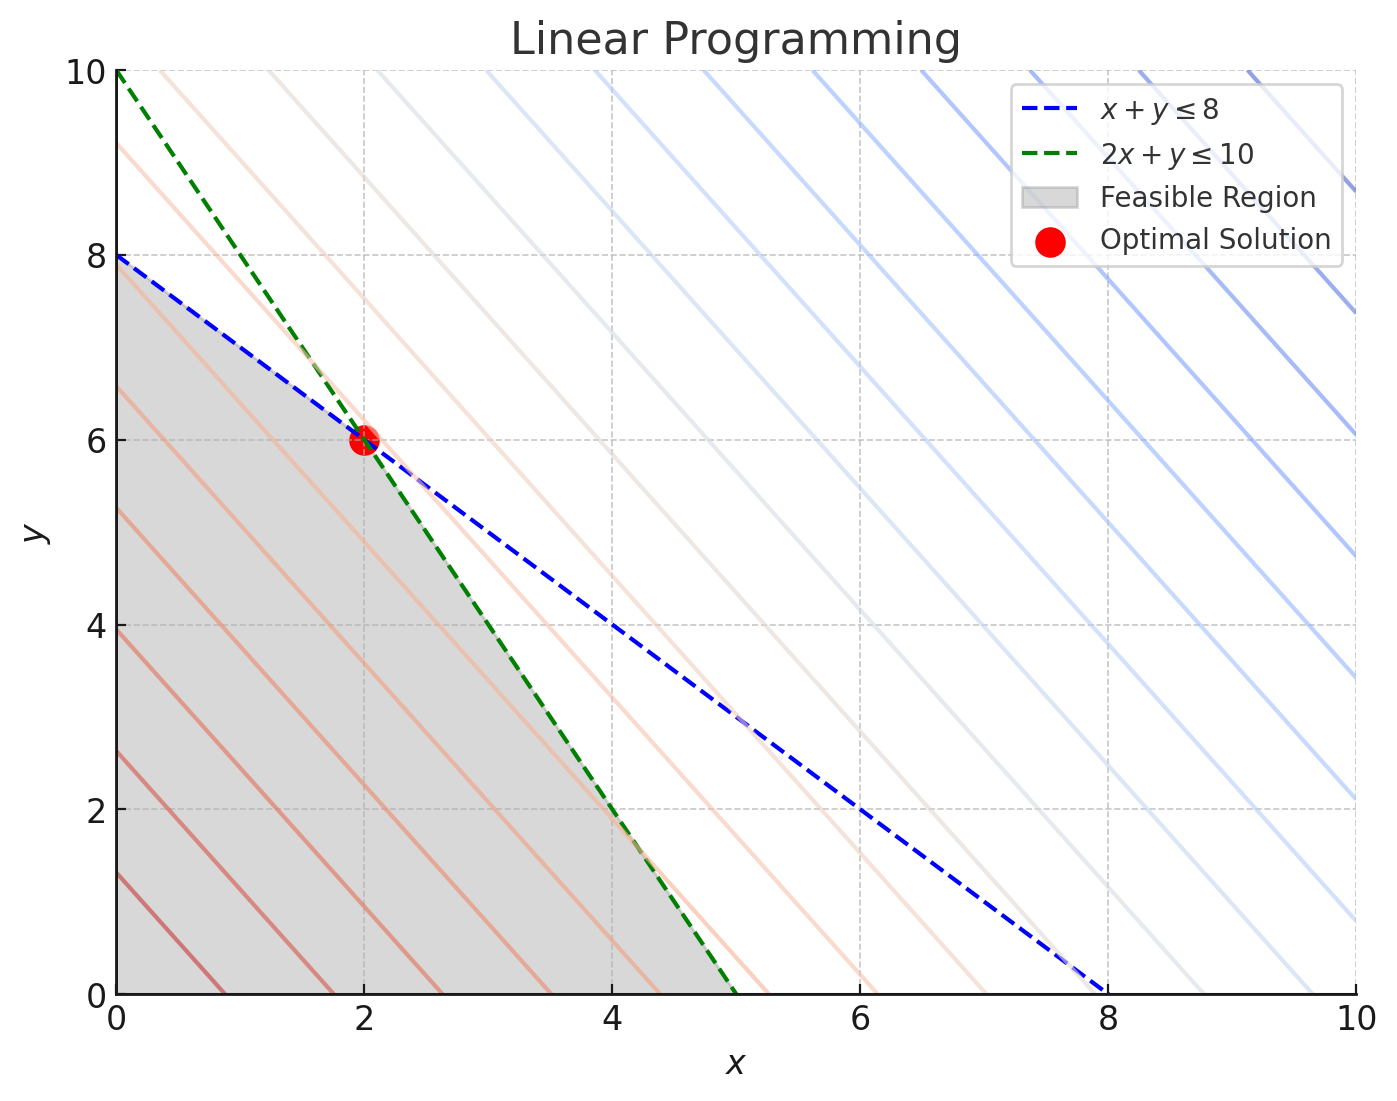 Linear Programming
10
8
6
4
2
0
y
0 2 4 6 8 10
x
x + y ≤ 8
2x + y ≤ 10
Feasible Region
Optimal Solution